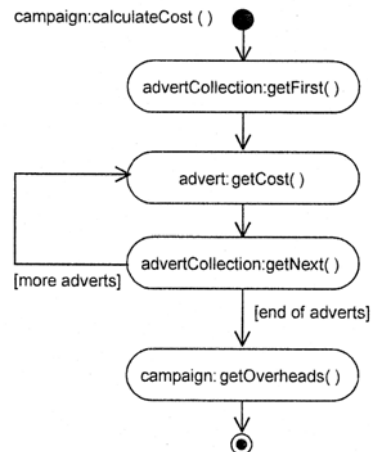 campaign:calculateCost ( )
advertCollection:getFirst( )
advert: getCost( )
advertCollection:getNext( )
[more adverts]
[end of adverts]
campaign: getOverheads( )